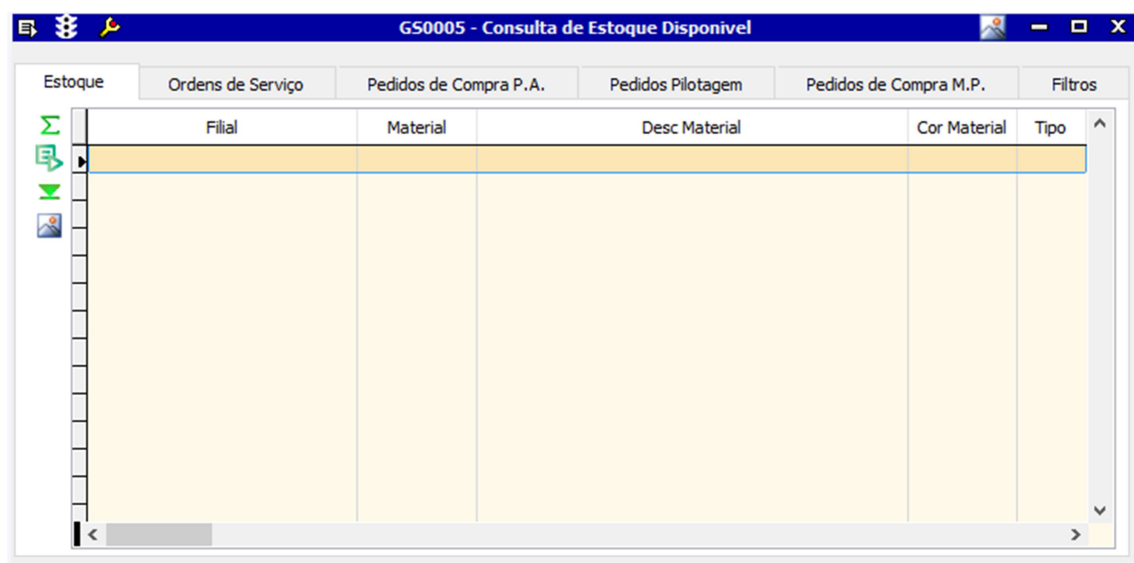 GS0005 - Consulta de Estoque Disponivel
Estoque Ordens de Serviço Pedidos de Compra P.A. Pedidos Pilotagem Pedidos de Compra M.P. Filtros
Filial Material Desc Material Cor Material Tipo